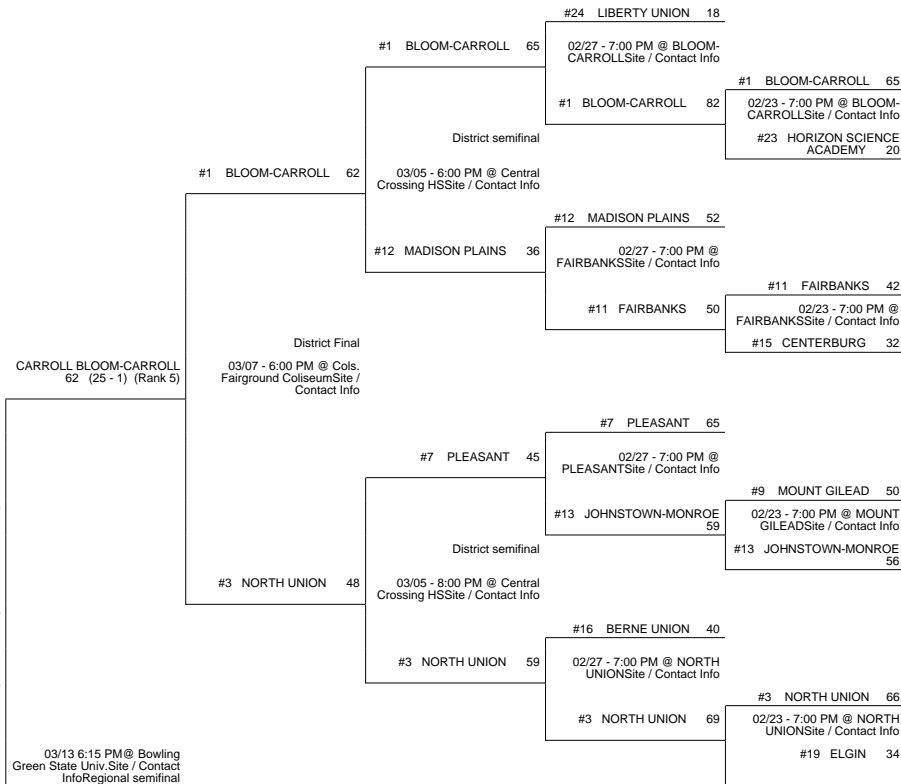 #24 LIBERTY UNION 18
#1 BLOOM-CARROLL 65
02/27 - 7:00 PM @ BLOOM-
CARROLLSite / Contact Info
#1 BLOOM-CARROLL 65
#1 BLOOM-CARROLL 82
02/23 - 7:00 PM @ BLOOM-
CARROLLSite / Contact Info
District semifinal
#23 HORIZON SCIENCE
ACADEMY 20
#1 BLOOM-CARROLL 62
03/05 - 6:00 PM @ Central
Crossing HSSite / Contact Info
#12 MADISON PLAINS 52
#12 MADISON PLAINS 36
02/27 - 7:00 PM @
FAIRBANKSSite / Contact Info
#11 FAIRBANKS 42
#11 FAIRBANKS 50
02/23 - 7:00 PM @
FAIRBANKSSite / Contact Info
District Final
#15 CENTERBURG 32
CARROLL BLOOM-CARROLL
62 (25 - 1) (Rank 5)
03/07 - 6:00 PM @ Cols.
Fairground ColiseumSite /
Contact Info
#7 PLEASANT 65
#7 PLEASANT 45
02/27 - 7:00 PM @
PLEASANTSite / Contact Info
#9 MOUNT GILEAD 50
#13 JOHNSTOWN-MONROE
59
02/23 - 7:00 PM @ MOUNT
GILEADSite / Contact Info
District semifinal
#13 JOHNSTOWN-MONROE
56
#3 NORTH UNION 48
03/05 - 8:00 PM @ Central
Crossing HSSite / Contact Info
#16 BERNE UNION 40
#3 NORTH UNION 59
02/27 - 7:00 PM @ NORTH
UNIONSite / Contact Info
#3 NORTH UNION 66
#3 NORTH UNION 69
02/23 - 7:00 PM @ NORTH
UNIONSite / Contact Info
#19 ELGIN 34
03/13 6:15 PM@ Bowling
Green State Univ.Site / Contact
InfoRegional semifinal